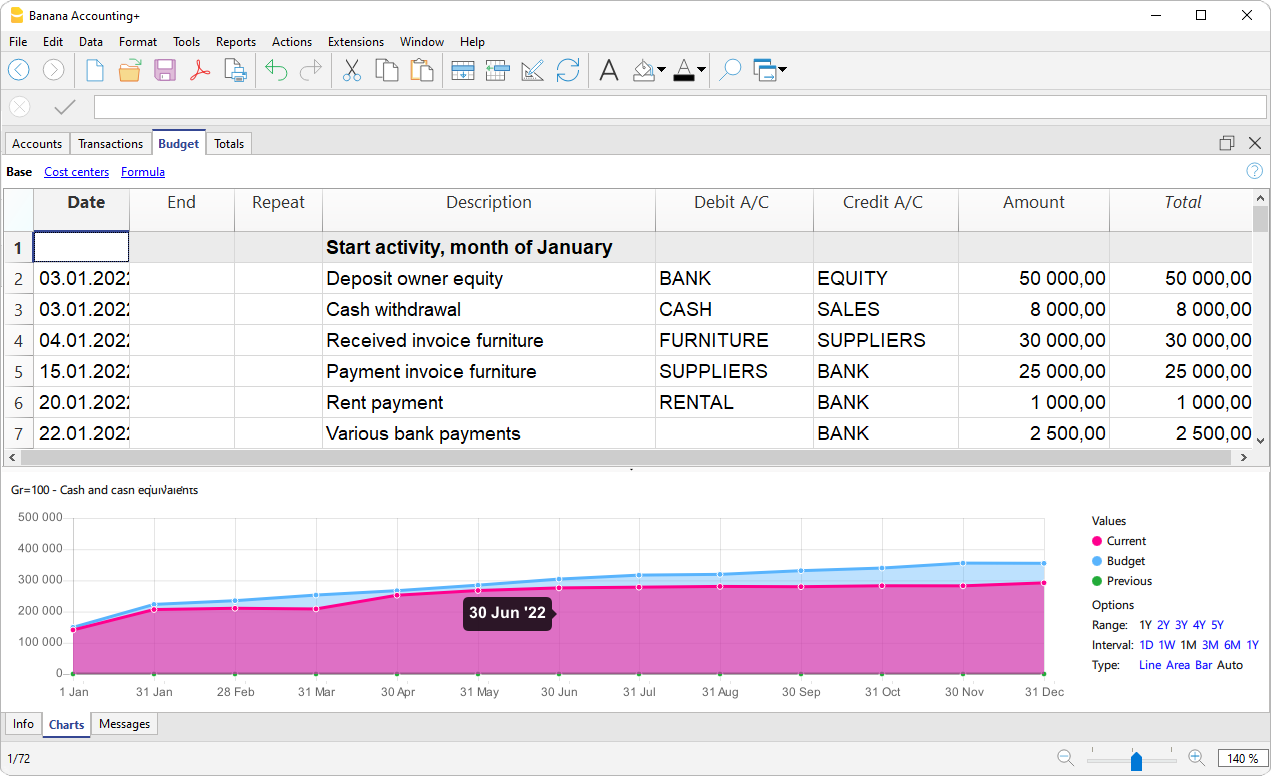 Banana Accounting+
File Edit Data Format Tools Reports Actions Extensions Window Help
Accounts Transactions Budget Totals
Base Cost centers Formula
Date End Repeat Description Debit A/C Credit A/C Amount Total
1 Start activity, month of January
2 03.01.2022 Deposit owner equity BANK EQUITY 50 000,00 50 000,00
3 03.01.2022 Cash withdrawal CASH SALES 8 000,00 8 000,00
4 04.01.2022 Received invoice furniture FURNITURE SUPPLIERS 30 000,00 30 000,00
5 15.01.2022 Payment invoice furniture SUPPLIERS BANK 25 000,00 25 000,00
6 20.01.2022 Rent payment RENTAL BANK 1 000,00 1 000,00
7 22.01.2022 Various bank payments BANK 2 500,00 2 500,00
Gr=100 - Cash and cash equivalents
500 000
400 000
300 000
200 000
100 000
0
30 Jun '22
1 Jan 31 Jan 28 Feb 31 Mar 30 Apr 31 May 30 Jun 31 Jul 31 Aug 30 Sep 31 Oct 30 Nov 31 Dec
Values
Current
Budget
Previous
Options
Range: 1Y 2Y 3Y 4Y 5Y
Interval: 1D 1W 1M 3M 6M 1Y
Type: Line Area Bar Auto
Info Charts Messages
1/72
140 %